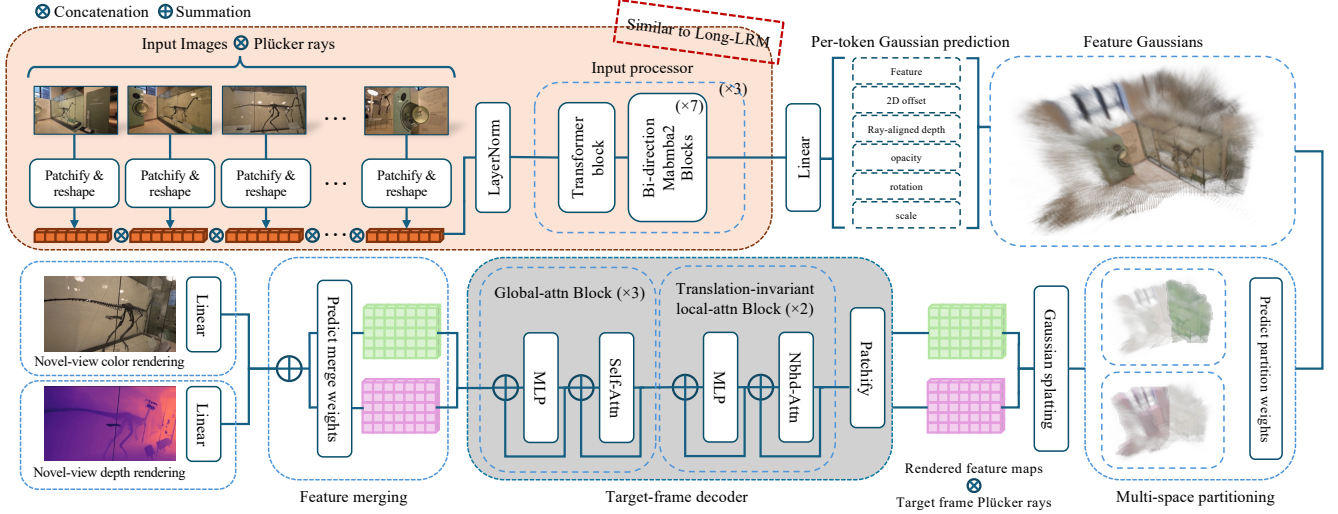 Concatenation
Summation
Similar to Long-LRM
Input Images
Plücker rays
Patchify &
reshape
Patchify &
reshape
Patchify &
reshape
Patchify &
reshape
LayerNorm
Input processor
(×3)
Transformer
block
(×7)
Bi-direction
Mabmba2
Blocks
Linear
Per-token Gaussian prediction
Feature
2D offset
Ray-aligned depth
opacity
rotation
scale
Feature Gaussians
Novel-view color rendering
Linear
Novel-view depth rendering
Linear
Predict merge
weights
Feature merging
Global-attn Block (×3)
MLP
Self-Attn
Translation-invariant
local-attn Block (×2)
MLP
Nbhd-Attn
Patchify
Target-frame decoder
Rendered feature maps
Target frame Plücker rays
Gaussian splatting
Predict partition
weights
Multi-space partitioning